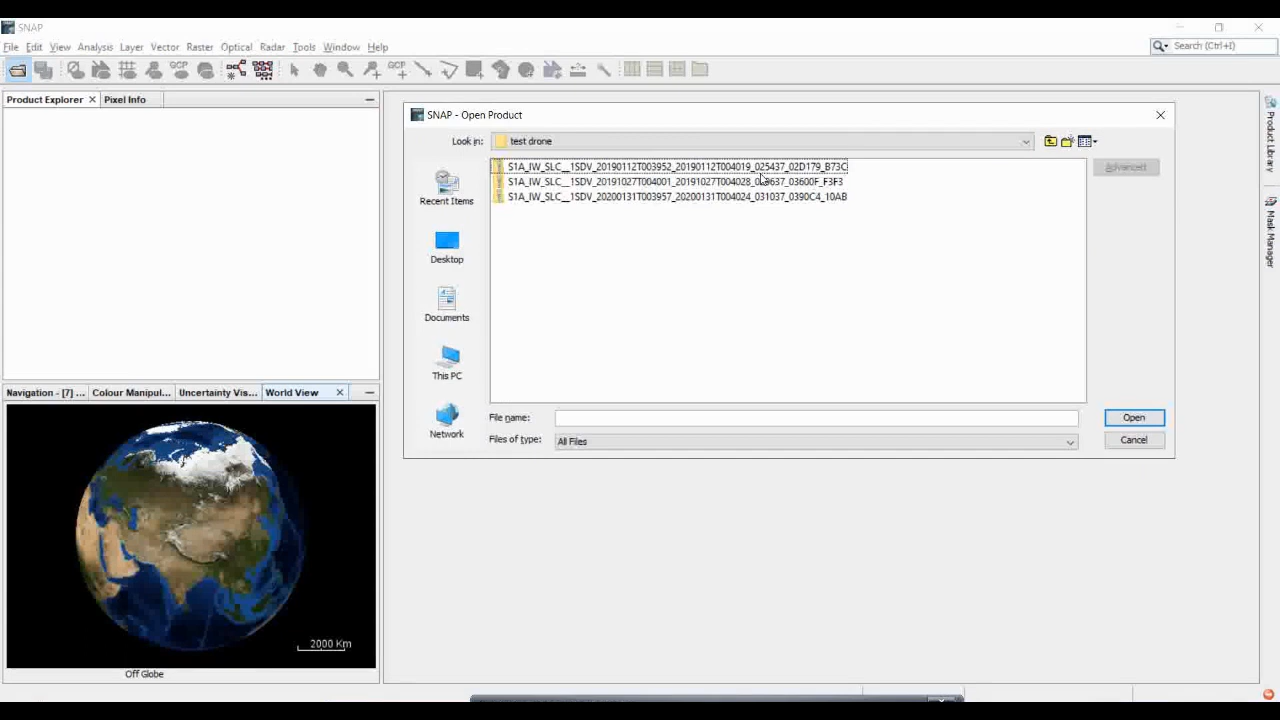 SNAP
File Edit View Analysis Layer Vector Raster Optical Radar Tools Window Help
Search (Ctrl+I)
GCP GCP
Product Explorer Pixel Info
SNAP - Open Product
Look in: test drone
S1A_IW_SLC__1SDV_20190112T003952_20190112T004019_025437_02D179_B73C
Advanced
S1A_IW_SLC__1SDV_20191027T004001_20191027T004028_029637_03600F_F3F3
S1A_IW_SLC__1SDV_20200131T003957_20200131T004024_031037_0390C4_10AB
Recent Items
Desktop
Documents
This PC
Network
File name:
Open
Files of type: All Files
Cancel
Product Library
Mask Manager
Navigation - [7] ... Colour Manipul... Uncertainty Vis... World View
2000 Km
Off Globe